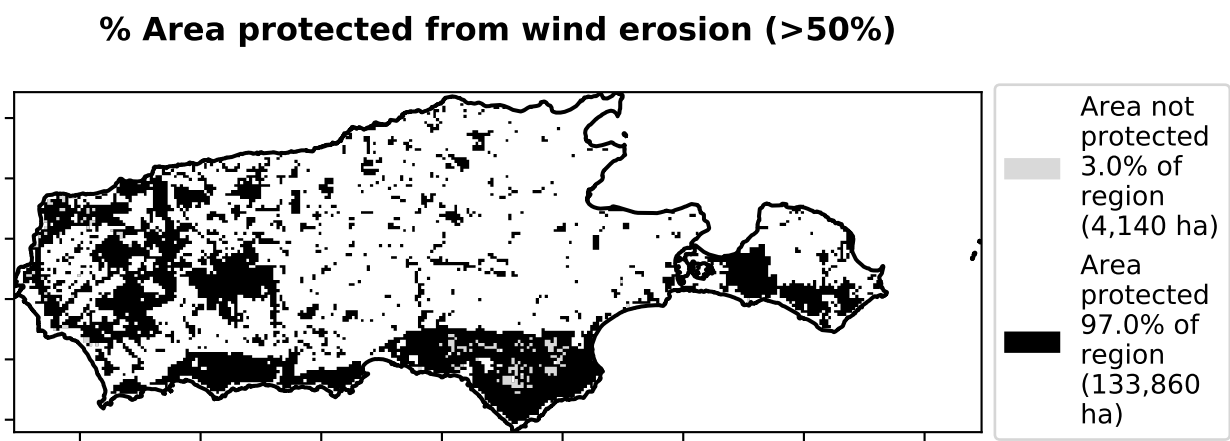 % Area protected from wind erosion (>50%)
Area not
protected
3.0% of
region
(4,140 ha)
Area
protected
97.0% of
region
(133,860
ha)